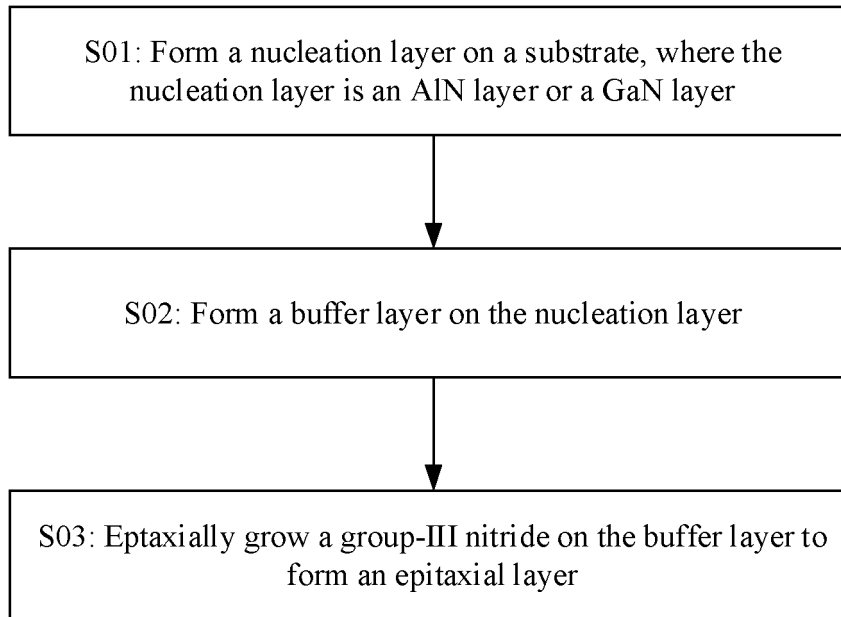 S01: Form a nucleation layer on a substrate, where the
nucleation layer is an AlN layer or a GaN layer
S02: Form a buffer layer on the nucleation layer
S03: Eptaxially grow a group-III nitride on the buffer layer to
form an epitaxial layer